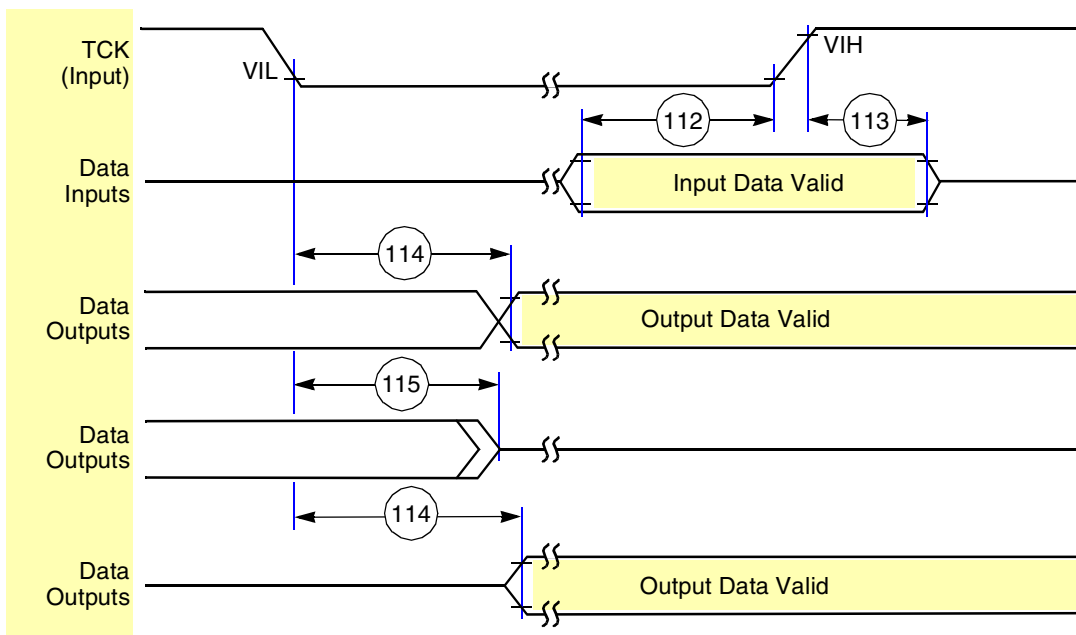 TCK
(Input)
VIL
VIH
112
113
Data
Inputs
Input Data Valid
114
Data
Outputs
Output Data Valid
115
Data
Outputs
114
Data
Outputs
Output Data Valid